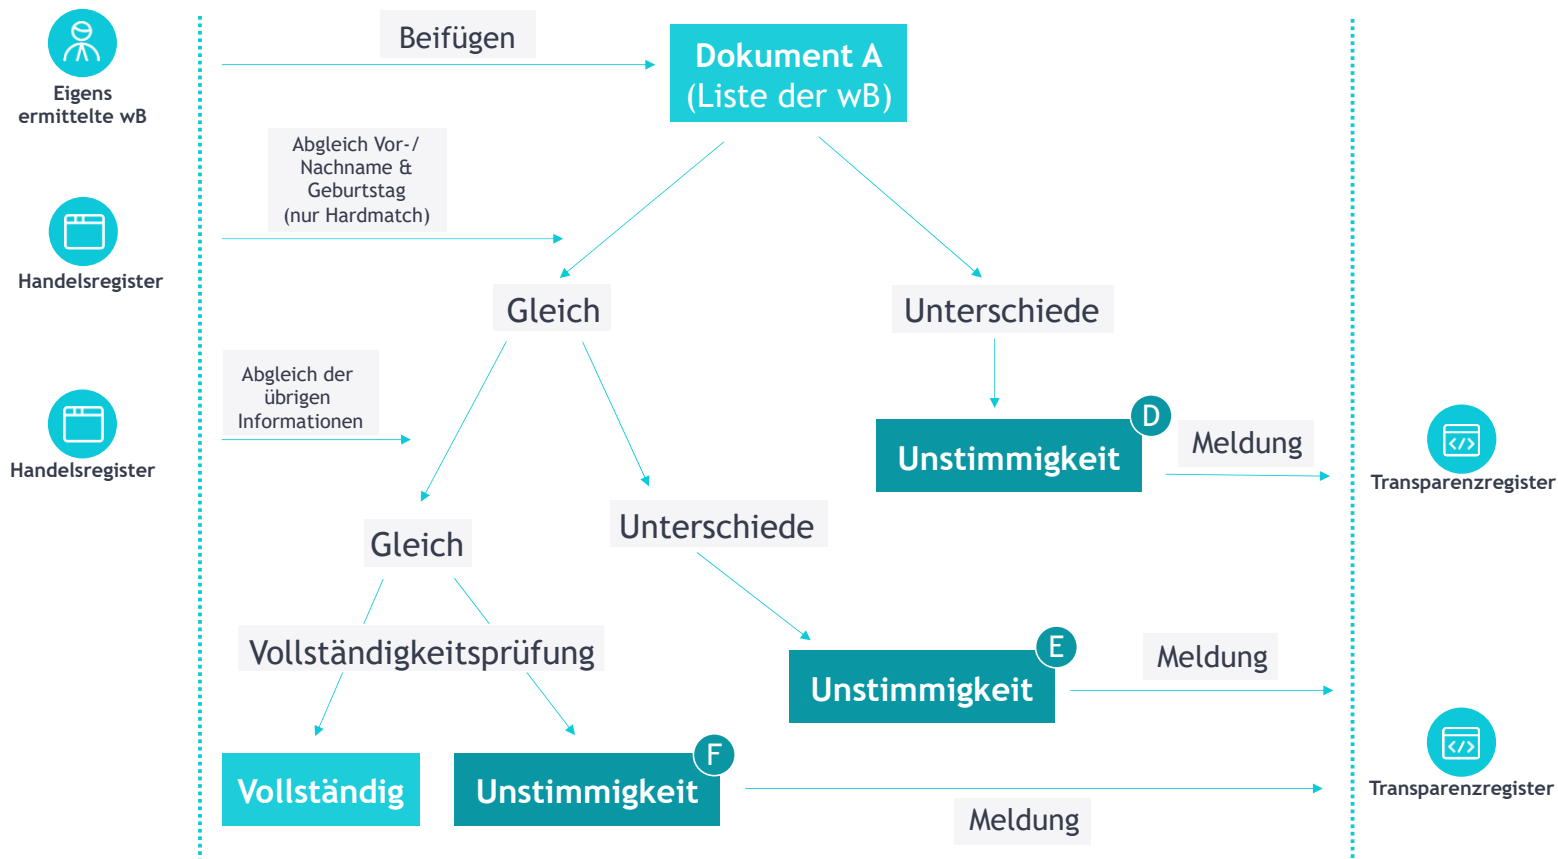 Eigens
ermittelte wB
Beifügen
Dokument A
(Liste der wB)
Abgleich Vor-/
Nachname &
Geburtstag
(nur Hardmatch)
Handelsregister
Gleich
Unterschiede
Abgleich der
übrigen
Informationen
Handelsregister
D
Unstimmigkeit
Meldung
Transparenzregister
Gleich
Unterschiede
Vollständigkeitsprüfung
E
Unstimmigkeit
Meldung
Vollständig
F
Unstimmigkeit
Meldung
</>
Transparenzregister
</>